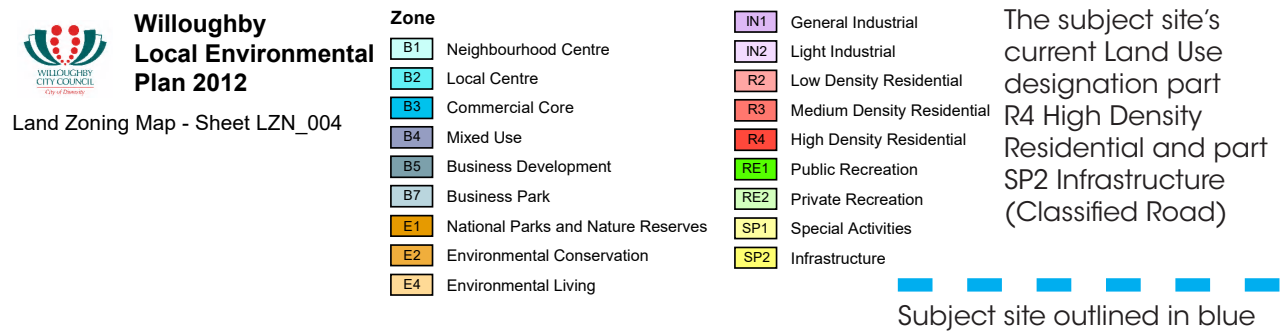 WILLOUGHBY
CITY COUNCIL
City of Diversity
Willoughby
Local Environmental
Plan 2012
Land Zoning Map - Sheet LZN_004
Zone
B1 Neighbourhood Centre
B2 Local Centre
B3 Commercial Core
B4 Mixed Use
B5 Business Development
B7 Business Park
E1 National Parks and Nature Reserves
E2 Environmental Conservation
E4 Environmental Living
IN1 General Industrial
IN2 Light Industrial
R2 Low Density Residential
R3 Medium Density Residential
R4 High Density Residential
RE1 Public Recreation
RE2 Private Recreation
SP1 Special Activities
SP2 Infrastructure
The subject site's
current Land Use
designation part
R4 High Density
Residential and part
SP2 Infrastructure
(Classified Road)
Subject site outlined in blue